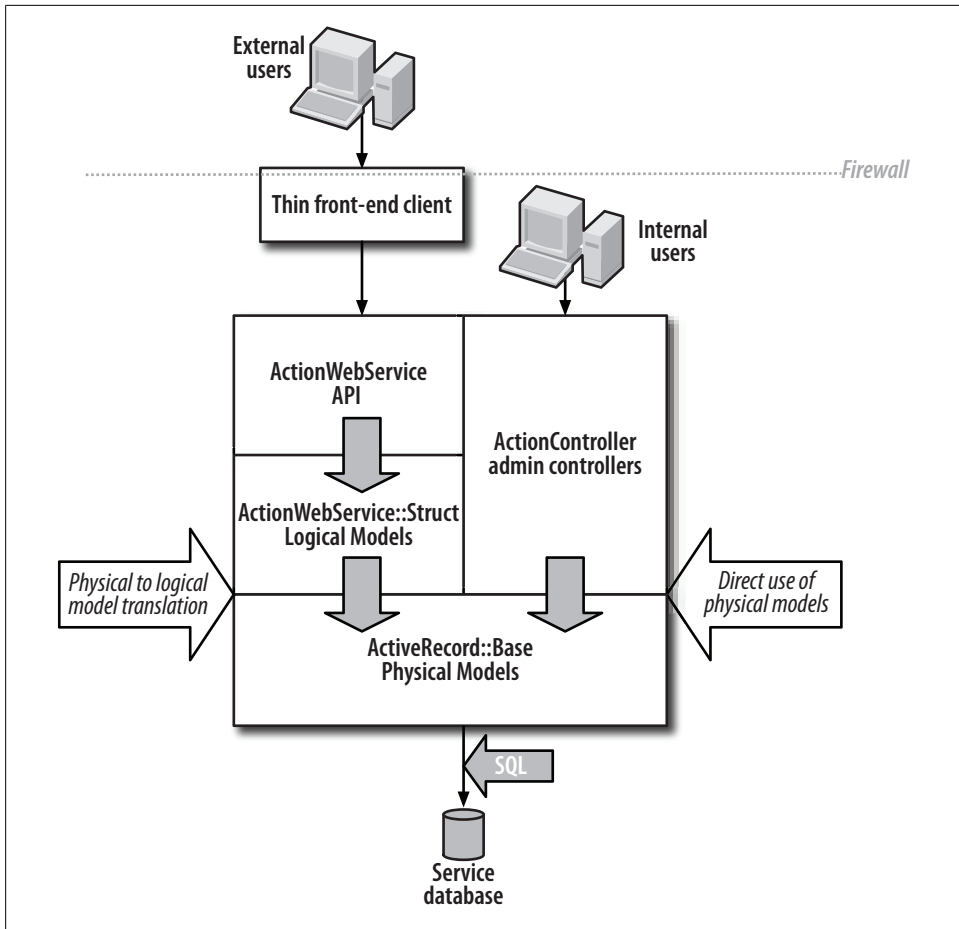 External
users
Firewall
Thin front-end client
Internal
users
ActionWebService
API
ActionController
admin controllers
ActionWebService::Struct
Logical Models
Physical to logical
model translation
Direct use of
physical models
ActiveRecord::Base
Physical Models
SQL
Service
database